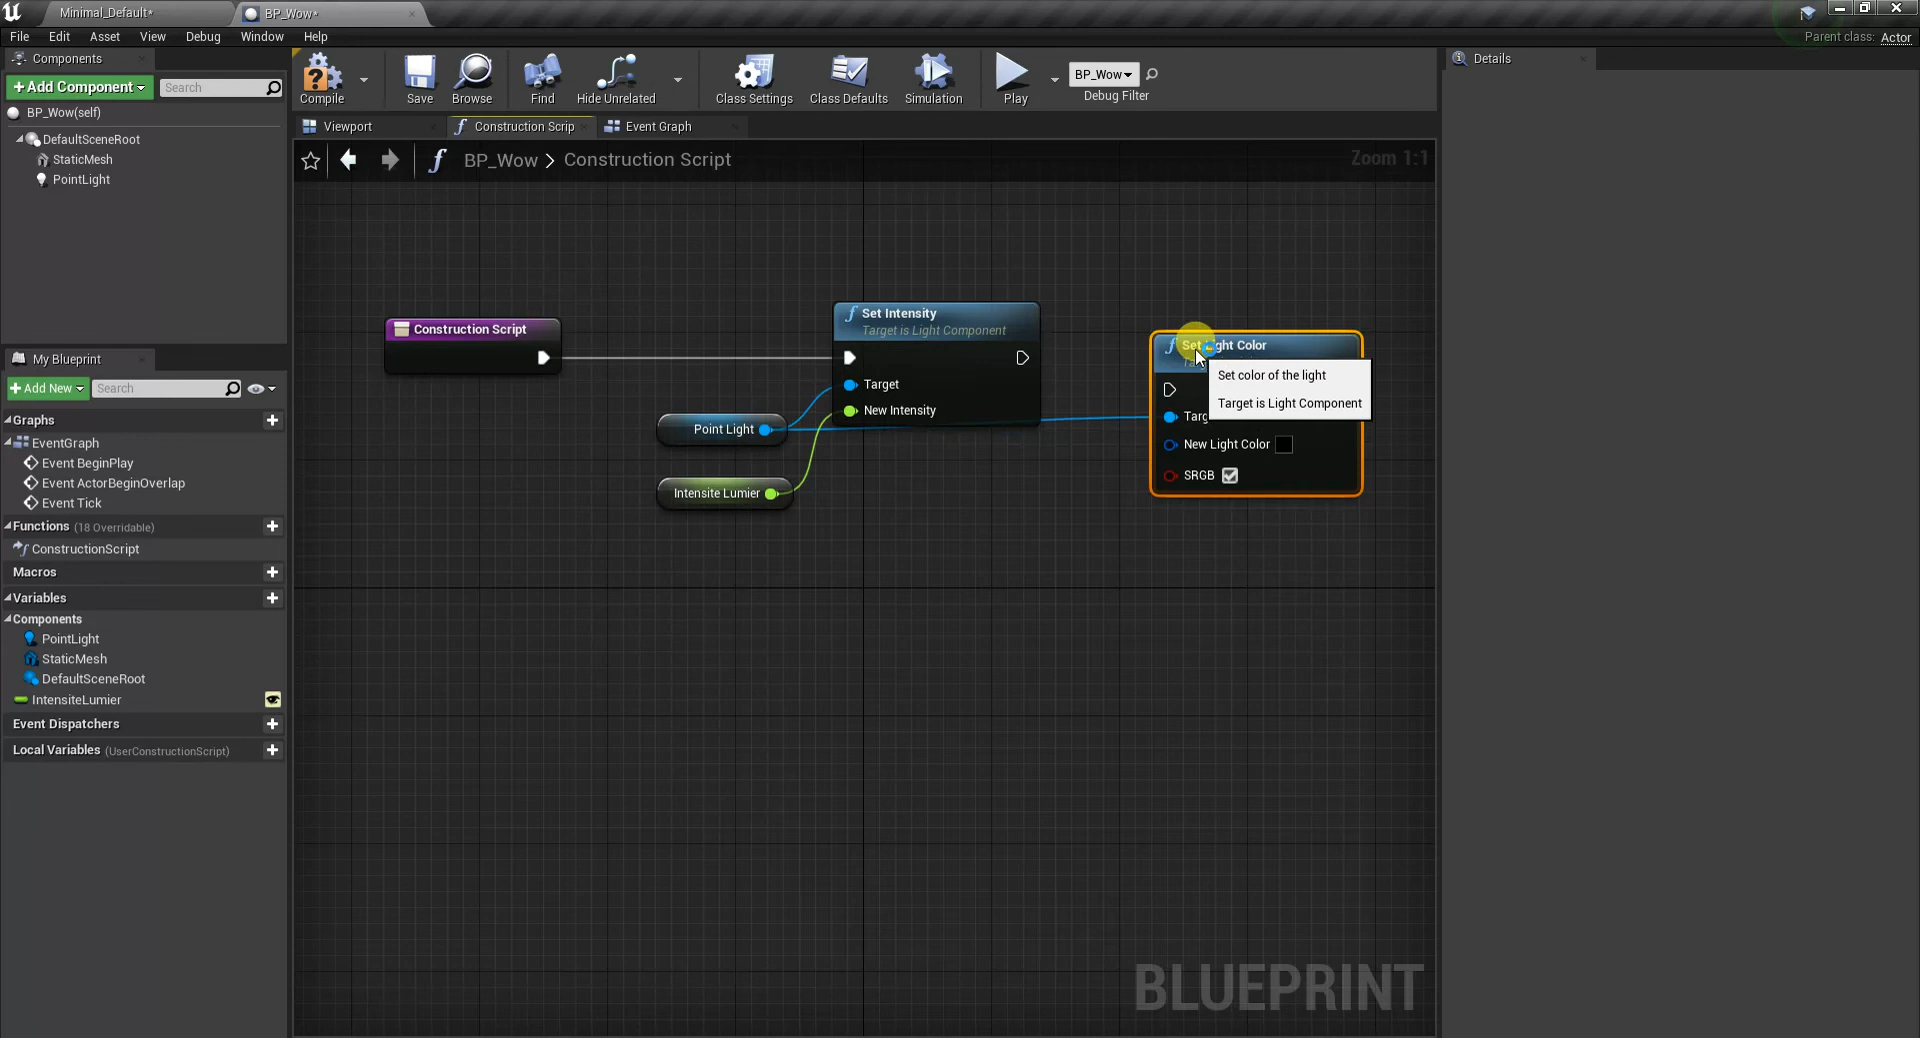 Minimal_Default*
BP_Wow*
File Edit Asset View Debug Window Help
Parent class: Actor
Components
+Add Component
Search
BP_Wow(self)
DefaultSceneRoot
StaticMesh
PointLight
Compile
Save
Browse
Find
Hide Unrelated
Class Settings
Class Defaults
Simulation
Play
BP_Wow
Debug Filter
Details
Viewport
Construction Scrip
Event Graph
BP_Wow > Construction Script
Zoom 1:1
Construction Script
Set Intensity
Target is Light Component
Target
New Intensity
Point Light
Intensite Lumier
Set Light Color
Set color of the light
Target is Light Component
Targ
New Light Color
SRGB
BLUEPRINT
My Blueprint
+Add New
Search
Graphs
EventGraph
Event BeginPlay
Event ActorBeginOverlap
Event Tick
Functions (18 Overridable)
ConstructionScript
Macros
Variables
Components
PointLight
StaticMesh
DefaultSceneRoot
IntensiteLumier
Event Dispatchers
Local Variables (UserConstructionScript)